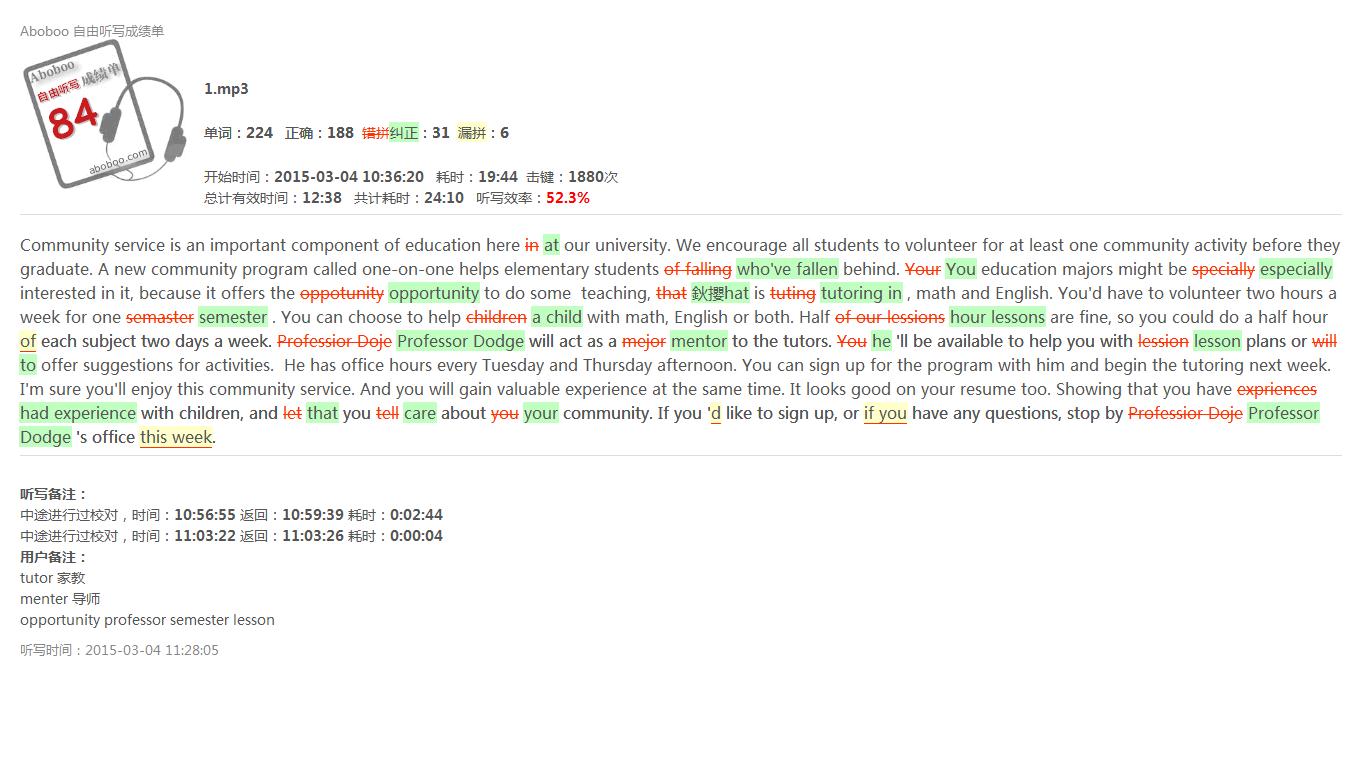 Aboboo 自由听写成绩单
Aboboo
自由听写 成绩单
84
aboboo.com
1.mp3
单词：224 正确：188 错拼纠正：31 漏拼：6
开始时间：2015-03-04 10:36:20 耗时：19:44 击键：1880次
总计有效时间：12:38 共计耗时：24:10 听写效率：52.3%
Community service is an important component of education here in at our university. We encourage all students to volunteer for at least one community activity before they
graduate. A new community program called one-on-one helps elementary students of falling who've fallen behind. Your You education majors might be specially especially
interested in it, because it offers the oppotunity opportunity to do some teaching, that 鈥攖hat is tuting tutoring in , math and English. You'd have to volunteer two hours a
week for one semaster semester . You can choose to help children a child with math, English or both. Half of our lessons hour lessons are fine, so you could do a half hour
of each subject two days a week. Professior Doje Professor Dodge will act as a mejor mentor to the tutors. You he 'll be available to help you with lession lesson plans or will
to offer suggestions for activities. He has office hours every Tuesday and Thursday afternoon. You can sign up for the program with him and begin the tutoring next week.
I'm sure you'll enjoy this community service. And you will gain valuable experience at the same time. It looks good on your resume too. Showing that you have expriences
had experience with children, and let that you tell care about you your community. If you 'd like to sign up, or if you have any questions, stop by Professior Doje Professor
Dodge 's office this week.
听写备注：
中途进行过校对，时间：10:56:55 返回：10:59:39 耗时：0:02:44
中途进行过校对，时间：11:03:22 返回：11:03:26 耗时：0:00:04
用户备注：
tutor 家教
menter 导师
opportunity professor semester lesson
听写时间：2015-03-04 11:28:05